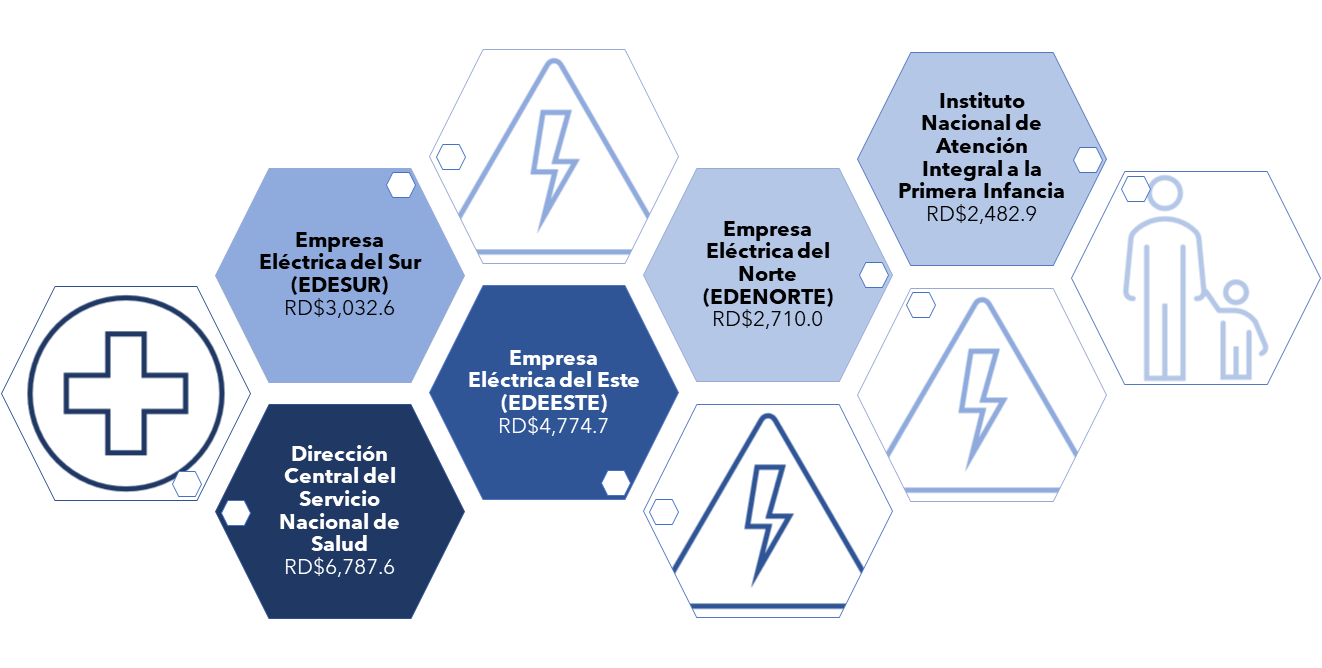 Instituto
Nacional de
Atención
Integral a la
Primera Infancia
RD$2,482.9
Empresa
Eléctrica del Sur
(EDESUR)
RD$3,032.6
Empresa
Eléctrica del
Norte
(EDENORTE)
RD$2,710.0
Empresa
Eléctrica del Este
(EDEESTE)
RD$4,774.7
Dirección
Central del
Servicio
Nacional de
Salud
RD$6,787.6